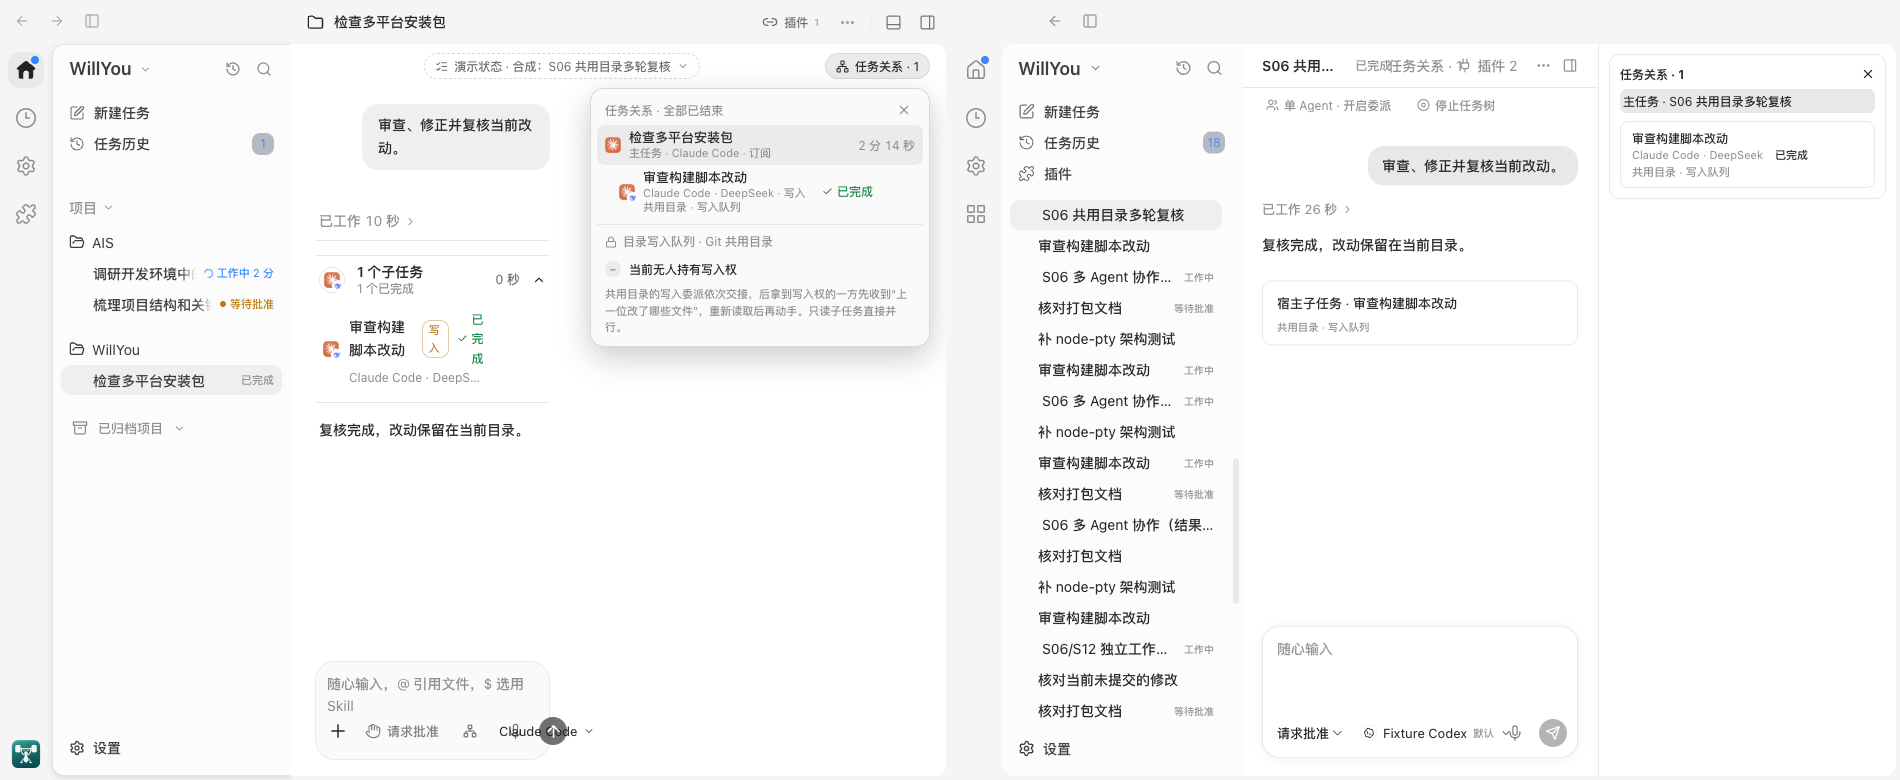 检查多平台安装包
插件 1
WillYou
新建任务
任务历史
1
项目
AIS
调研开发环境中
工作中 2 分
梳理项目结构和关
等待批准
WillYou
检查多平台安装包
已完成
已归档项目
设置
演示状态 · 合成：S06 共用目录多轮复核
任务关系 · 1
审查、修正并复核当前改
动。
已工作 10 秒
1 个子任务
1 个已完成
0 秒
审查构建
脚本改动
写
入
已
完
成
Claude Code · DeepS...
复核完成，改动保留在当前目录。
随心输入，@ 引用文件，$ 选用
Skill
请求批准
Claude Code
任务关系 · 全部已结束
检查多平台安装包
主任务 · Claude Code · 订阅
2 分 14 秒
审查构建脚本改动
Claude Code · DeepSeek · 写入
共用目录 · 写入队列
已完成
目录写入队列 · Git 共用目录
当前无人持有写入权
共用目录的写入委派依次交接，后拿到写入权的一方先收到“上
一位改了哪些文件”，重新读取后再动手。只读子任务直接并
行。
WillYou
新建任务
任务历史
18
插件
S06 共用目录多轮复核
审查构建脚本改动
S06 多 Agent 协作... 工作中
核对打包文档 等待批准
补 node-pty 架构测试
审查构建脚本改动 工作中
S06 多 Agent 协作... 工作中
补 node-pty 架构测试
审查构建脚本改动 工作中
核对打包文档 等待批准
S06 多 Agent 协作（结果...
核对打包文档
补 node-pty 架构测试
审查构建脚本改动
S06/S12 独立工作... 工作中
核对当前未提交的修改
核对打包文档 等待批准
设置
S06 共用...
已完成
任务关系 · 1
插件 2
单 Agent · 开启委派
停止任务树
审查、修正并复核当前改动。
已工作 26 秒
复核完成，改动保留在当前目录。
宿主子任务 · 审查构建脚本改动
共用目录 · 写入队列
随心输入
请求批准
Fixture Codex 默认
任务关系 · 1
主任务 · S06 共用目录多轮复核
审查构建脚本改动
Claude Code · DeepSeek 已完成
共用目录 · 写入队列